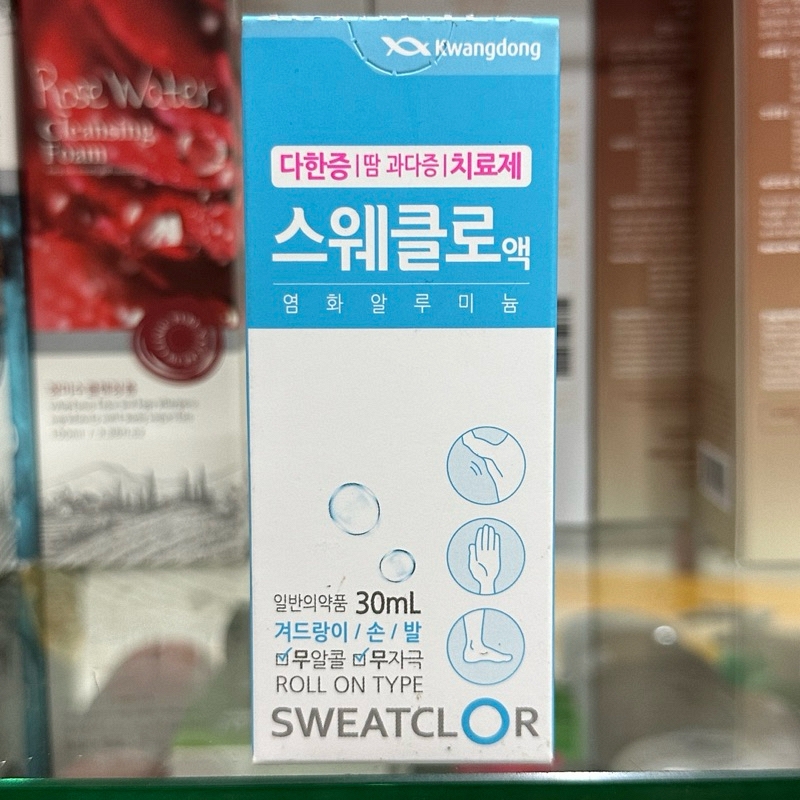 Kwangdong
다한증 | 땀 과다증 | 치료제
스웨클로액
염화알루미늄
일반의약품 30mL
겨드랑이 / 손 / 발
☑무알콜 ☑무자극
ROLL ON TYPE
SWEATCLOR
Rose Water
Cleansing
Foam